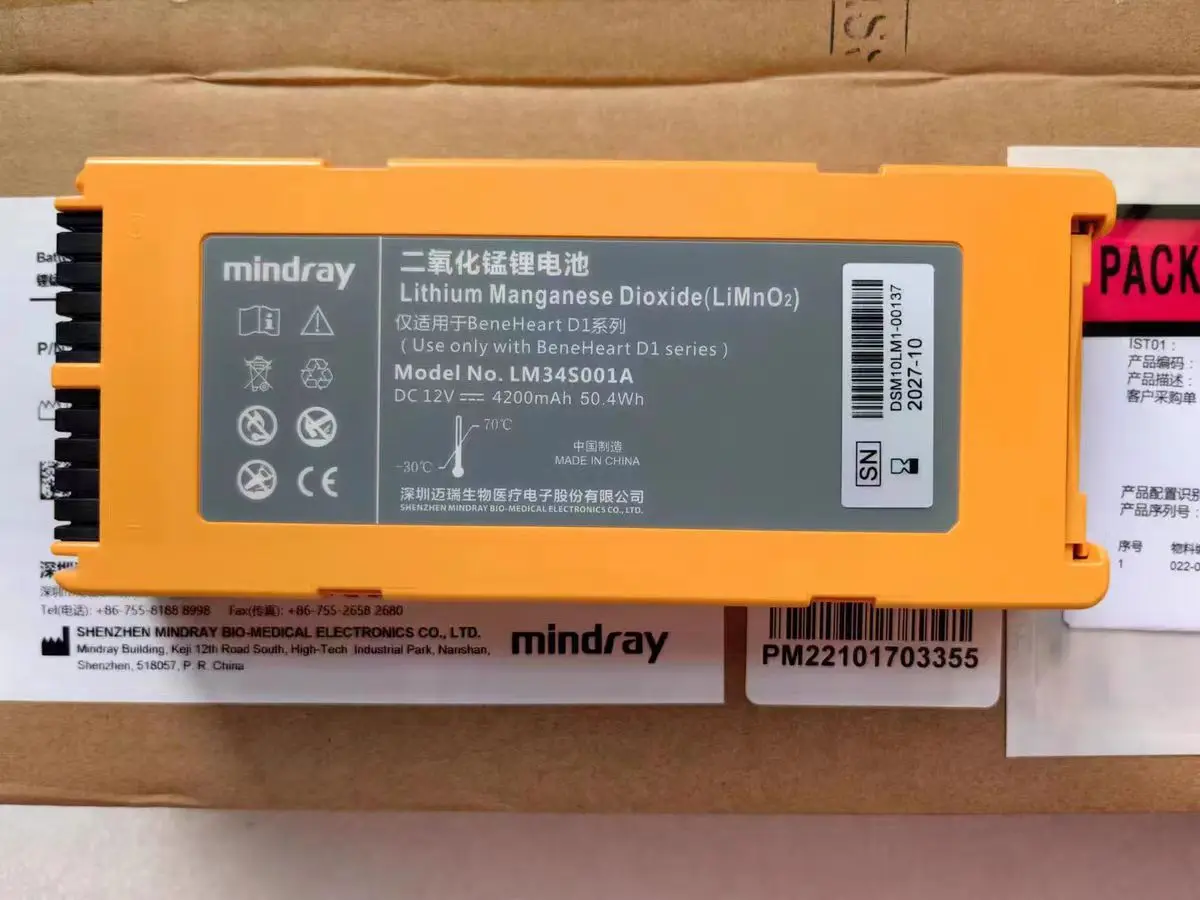 mindray
二氧化锰锂电池
Lithium Manganese Dioxide(LiMnO₂)
仅适用于BeneHeart D1系列
( Use only with BeneHeart D1 series )
Model No. LM34S001A
DC 12V ⎓ 4200mAh 50.4Wh
70℃
-30℃
中国制造
MADE IN CHINA
深圳迈瑞生物医疗电子股份有限公司
SHENZHEN MINDRAY BIO-MEDICAL ELECTRONICS CO., LTD.
CE
DSM10LM1-00137
2027-10
SN
P/N
Tel(电话): +86-755-8188 8998 Fax(传真): +86-755-2658 2680
SHENZHEN MINDRAY BIO-MEDICAL ELECTRONICS CO., LTD.
Mindray Building, Keji 12th Road South, High-Tech Industrial Park, Nanshan,
Shenzhen, 518057, P. R. China
mindray
PM22101703355
PACK
IST01：
产品编码：
产品描述：
客户采购单
产品配置识别
产品序列号：
序号 物料编
1 022-0